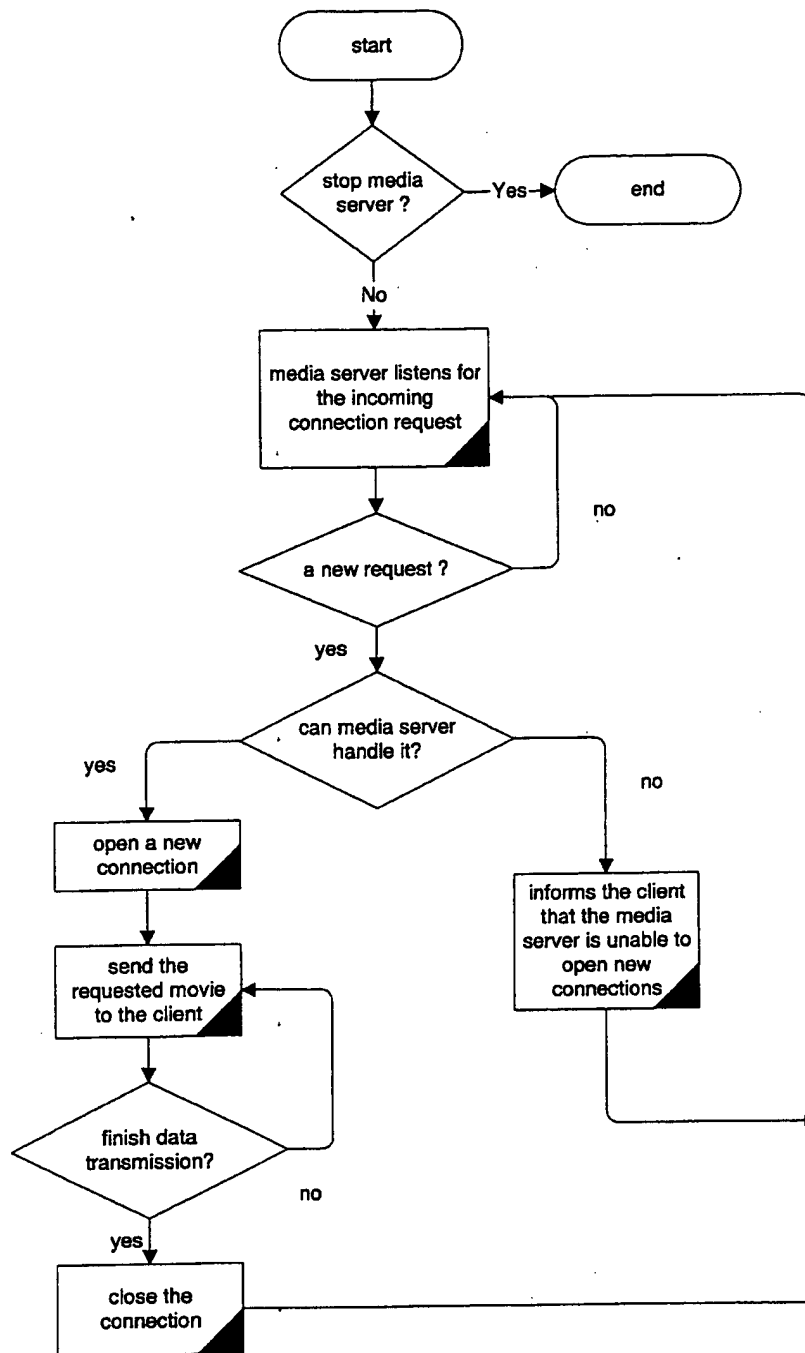 start
stop media
server ?
Yes
end
No
media server listens for
the incoming
connection request
no
a new request ?
yes
can media server
handle it?
yes
no
open a new
connection
informs the client
that the media
server is unable to
open new
connections
send the
requested movie
to the client
finish data
transmission?
no
yes
close the
connection